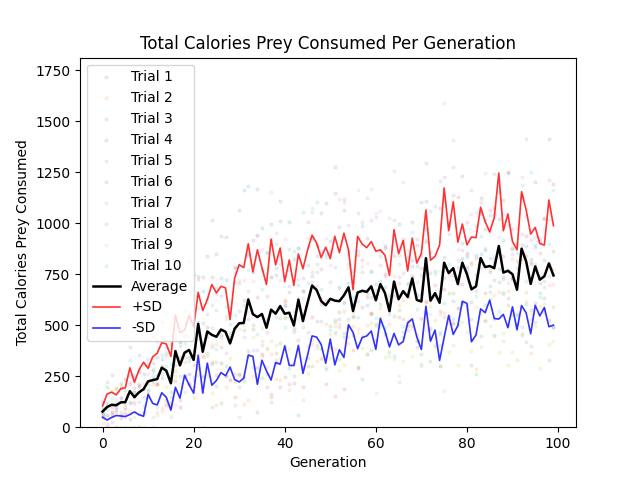 Total Calories Prey Consumed Per Generation
Total Calories Prey Consumed
1750
1500
1250
1000
750
500
250
0
Trial 1
Trial 2
Trial 3
Trial 4
Trial 5
Trial 6
Trial 7
Trial 8
Trial 9
Trial 10
Average
+SD
-SD
0 20 40 60 80 100
Generation